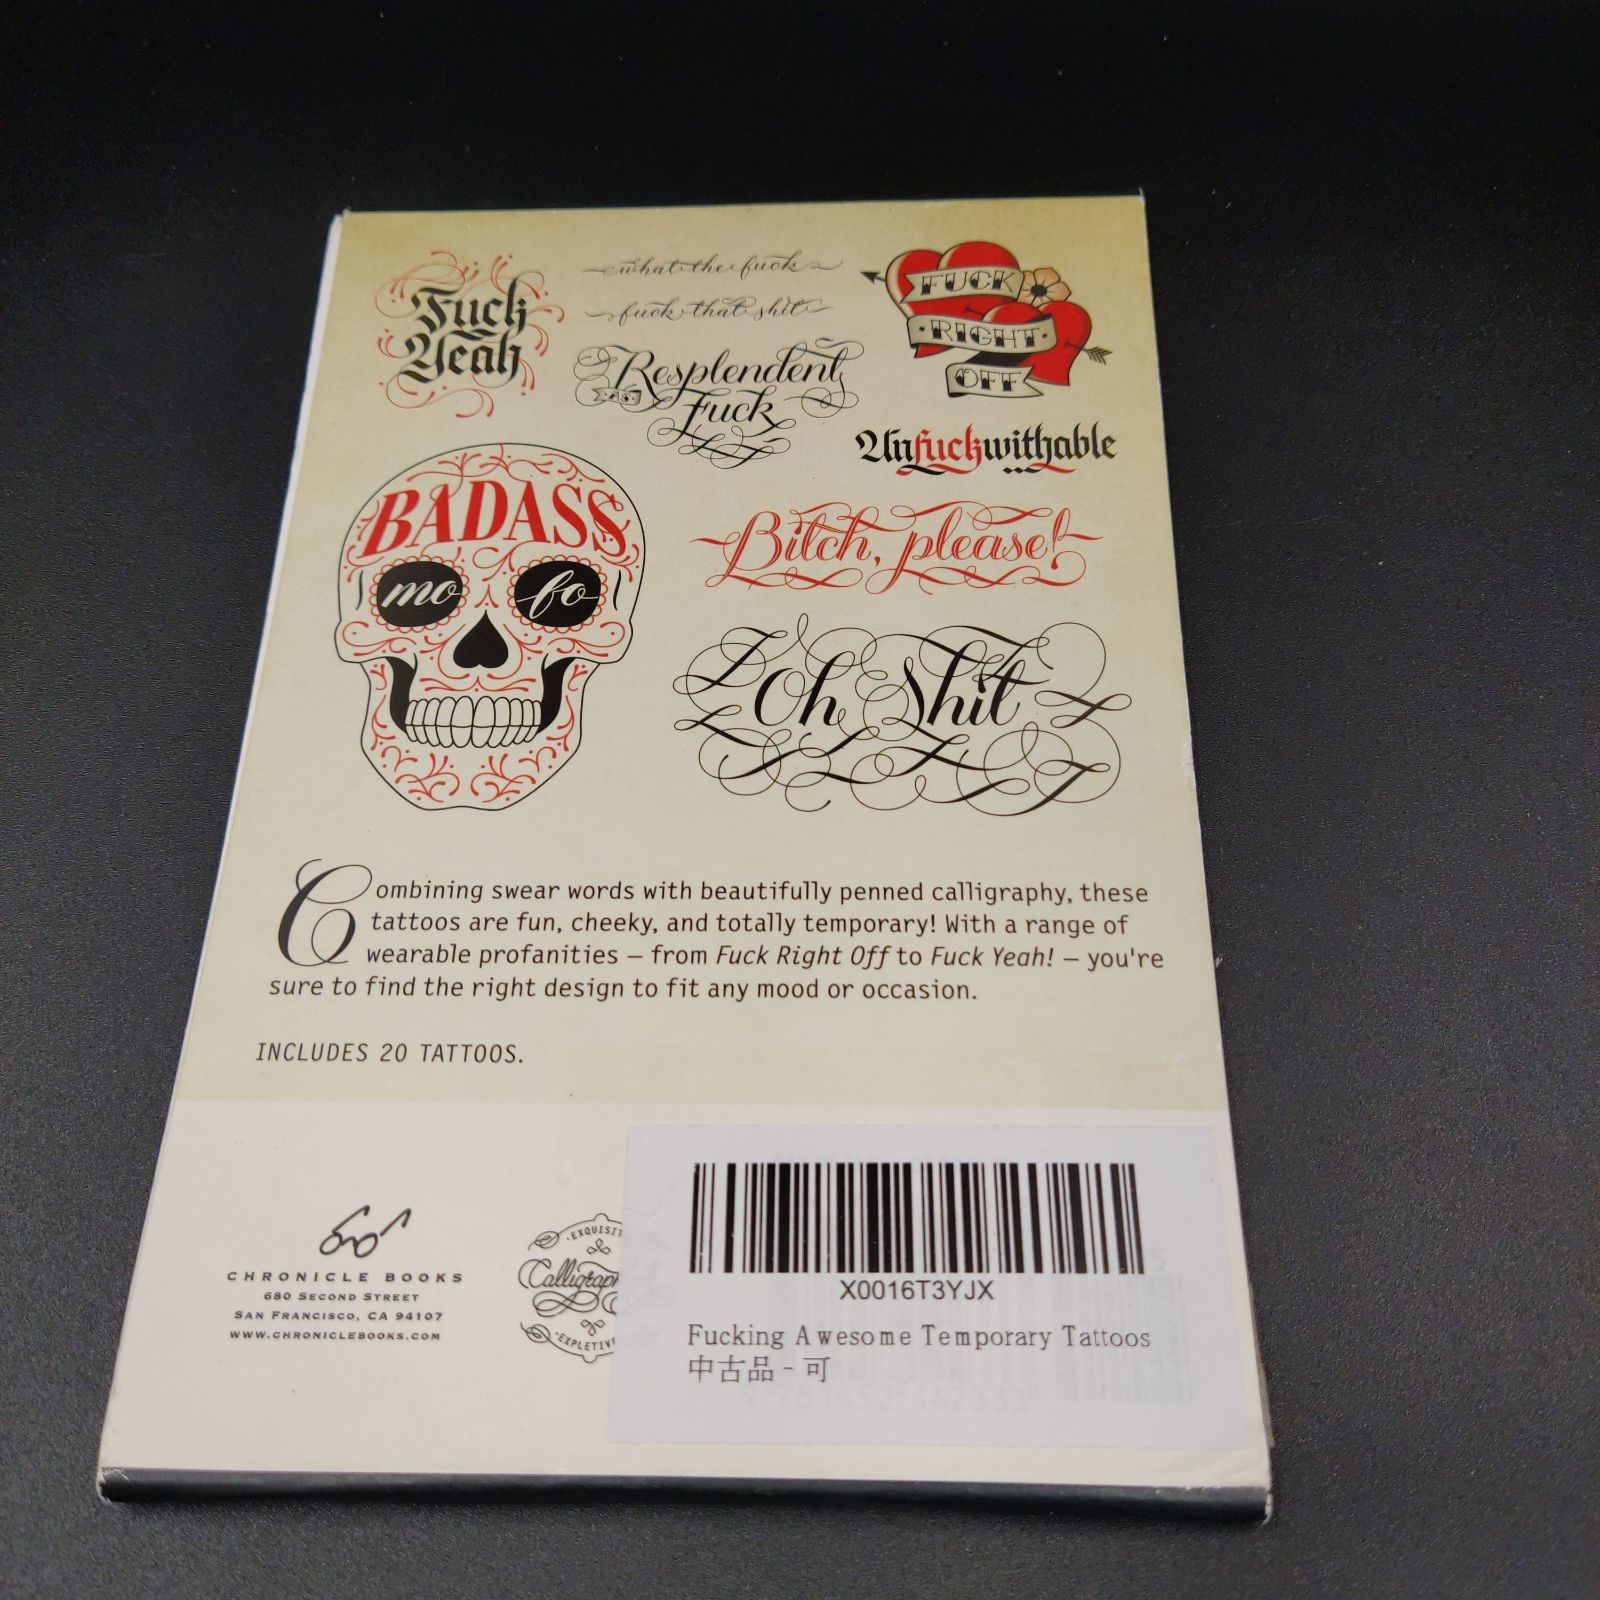 Fuck
Yeah
what the fuck
fuck that shit
Resplendent
as
Fuck
FUCK
RIGHT
OFF
Unfuckwithable
BADASS
mo fo
Bitch, please!
Oh Shit
Combining swear words with beautifully penned calligraphy, these
tattoos are fun, cheeky, and totally temporary! With a range of
wearable profanities – from Fuck Right Off to Fuck Yeah! – you're
sure to find the right design to fit any mood or occasion.
INCLUDES 20 TATTOOS.
CHRONICLE BOOKS
680 SECOND STREET
SAN FRANCISCO, CA 94107
WWW.CHRONICLEBOOKS.COM
X0016T3YJX
Fucking Awesome Temporary Tattoos
中古品 - 可